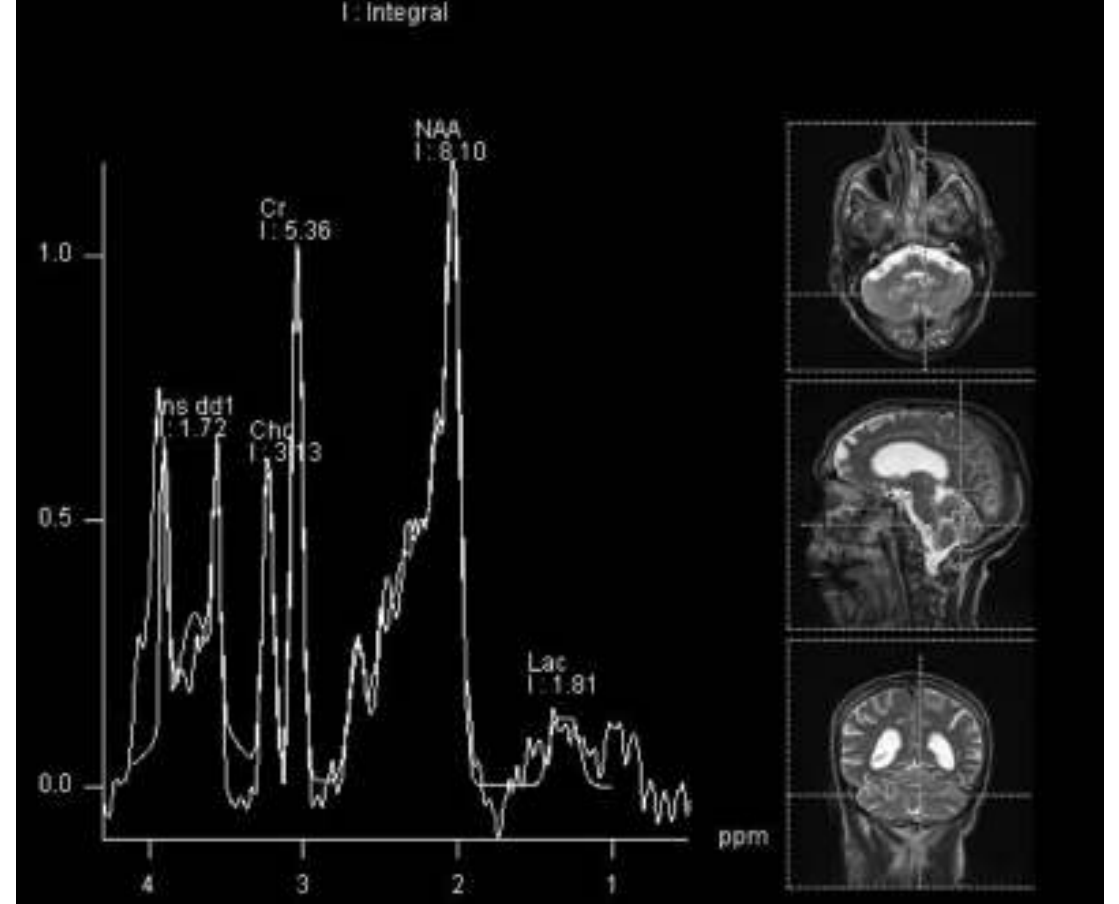 I : Integral
NAA
I : 8.10
Cr
I : 5.36
1.0
ns dd1
: 1.72
Cho
I : 3.13
0.5
Lac
I : 1.81
0.0
ppm
4
3
2
1